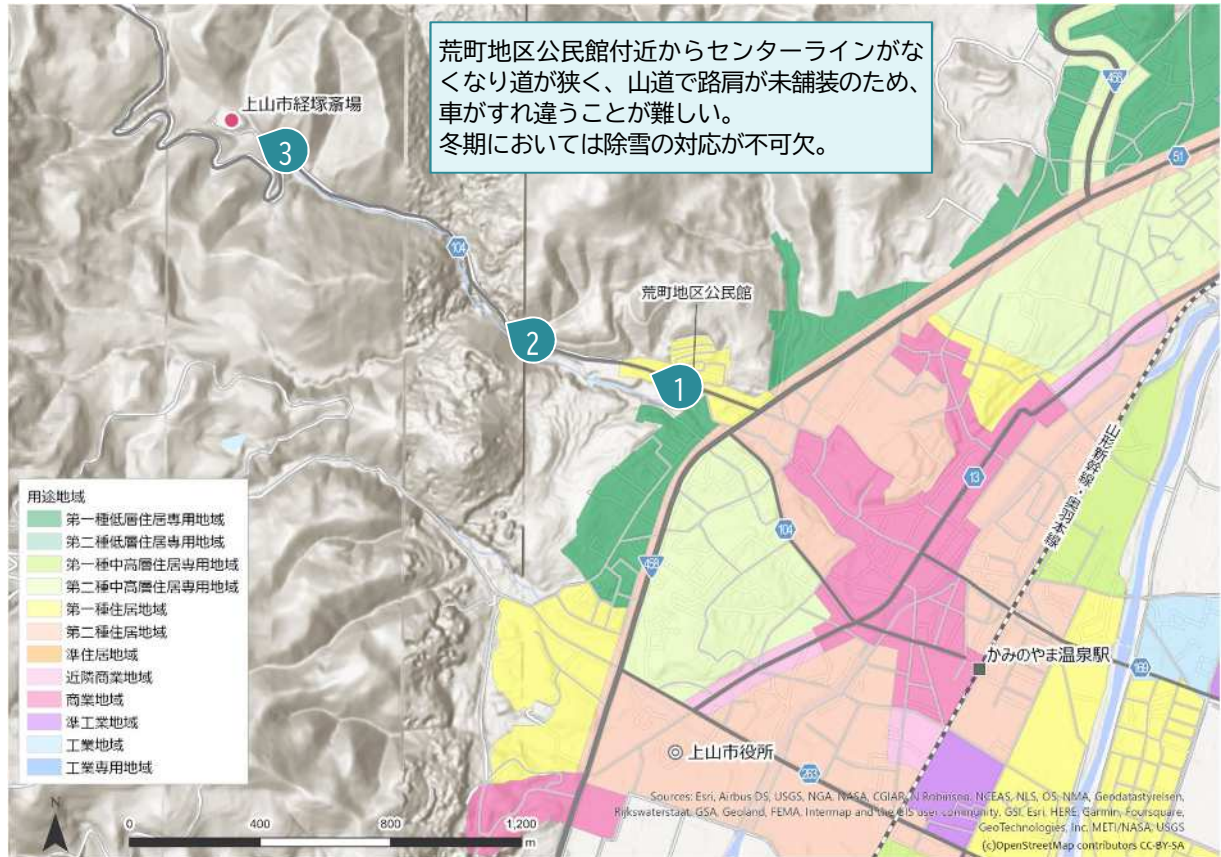 荒町地区公民館付近からセンターラインがな
くなり道が狭く、山道で路肩が未舗装のため、
車がすれ違うことが難しい。
冬期においては除雪の対応が不可欠。
458
51
上山市経塚斎場
3
104
荒町地区公民館
2
1
山形新幹線・奥羽本線
13
104
458
かみのやま温泉駅
169
◎ 上山市役所
263
用途地域
第一種低層住居専用地域
第二種低層住居専用地域
第一種中高層住居専用地域
第二種中高層住居専用地域
第一種住居地域
第二種住居地域
準住居地域
近隣商業地域
商業地域
準工業地域
工業地域
工業専用地域
N
0 400 800 1,200
m
Sources: Esri, Airbus DS, USGS, NGA, NASA, CGIAR, N Robinson, NCEAS, NLS, OS, NMA, Geodatastyrelsen,
Rijkswaterstaat, GSA, Geoland, FEMA, Intermap and the GIS user community, GSI, Esri, HERE, Garmin, Foursquare,
GeoTechnologies, Inc, METI/NASA, USGS
(c)OpenStreetMap contributors CC-BY-SA